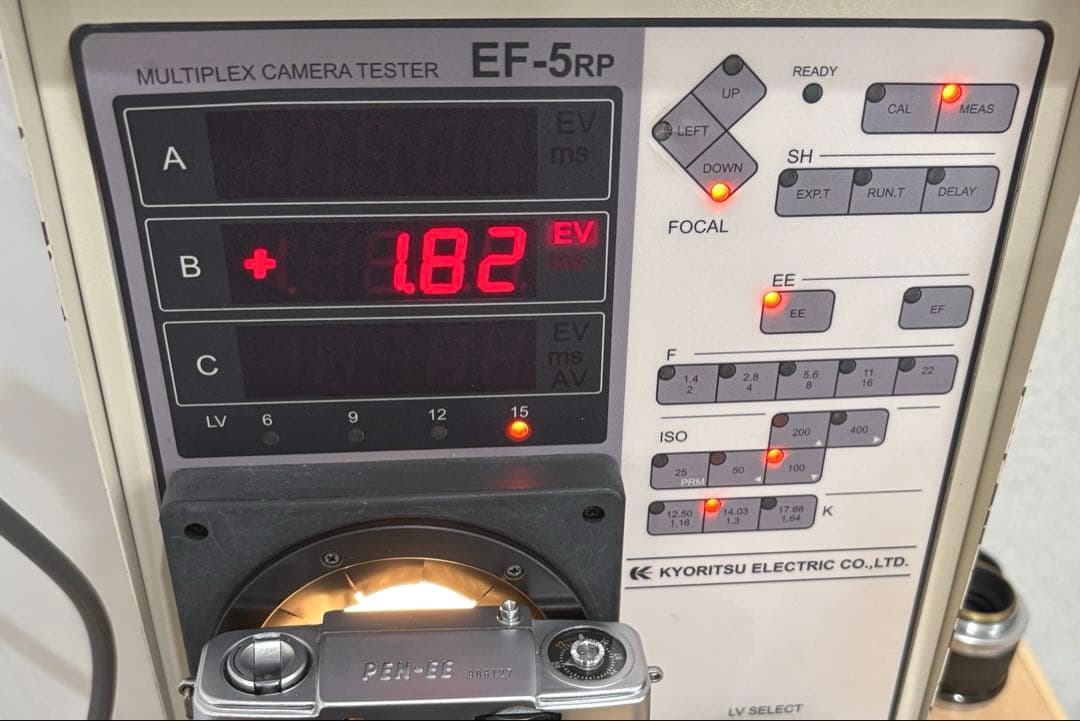 MULTIPLEX CAMERA TESTER EF-5RP
A EV
ms
B + 1.82 EV
ms
C EV
ms
AV
LV 6 9 12 15
UP
LEFT
DOWN
FOCAL
READY
CAL MEAS
SH
EXP.T RUN.T DELAY
EE
EE EF
F
1.4 2.8 5.6 11 22
2 4 8 16
ISO
200 400
25 50 100
PRM
12.50 14.03 17.68 K
1.16 1.3 1.64
KYORITSU ELECTRIC CO.,LTD.
PEN-EE
LV SELECT